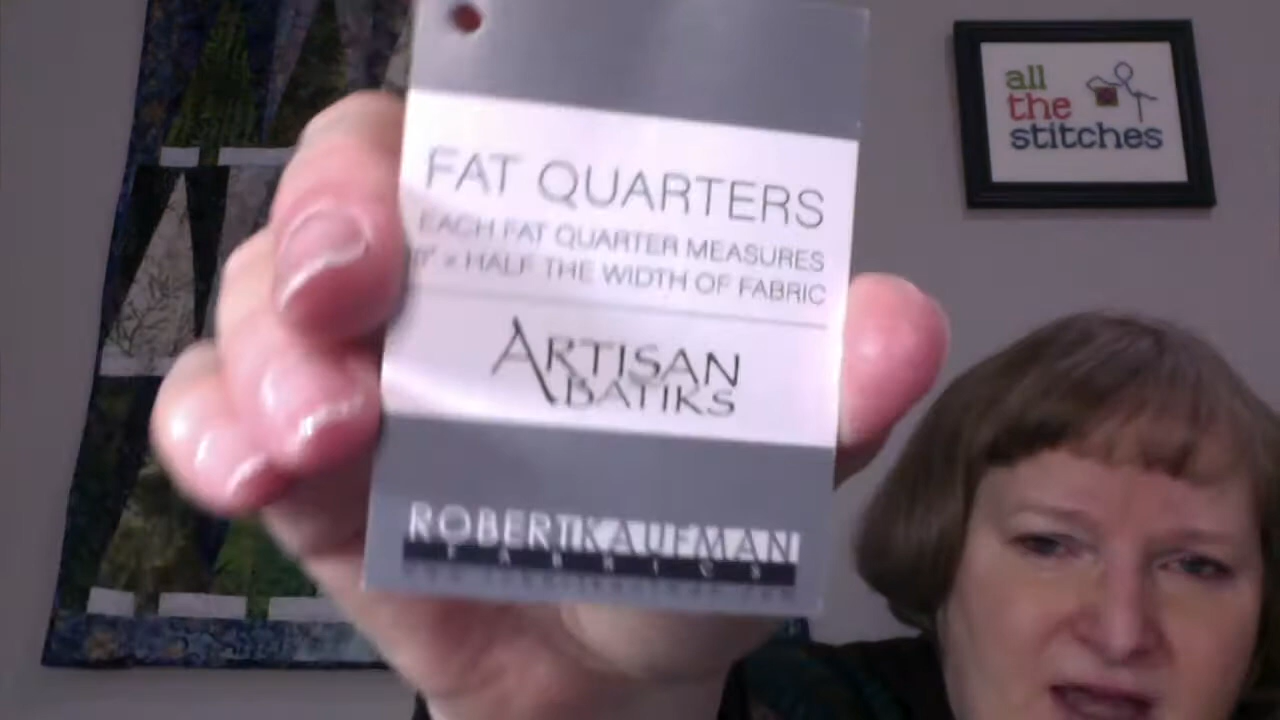 FAT QUARTERS
EACH FAT QUARTER MEASURES
x HALF THE WIDTH OF FABRIC
ARTISAN
BATIKS
ROBERT KAUFMAN
FABRICS
all
the
stitches